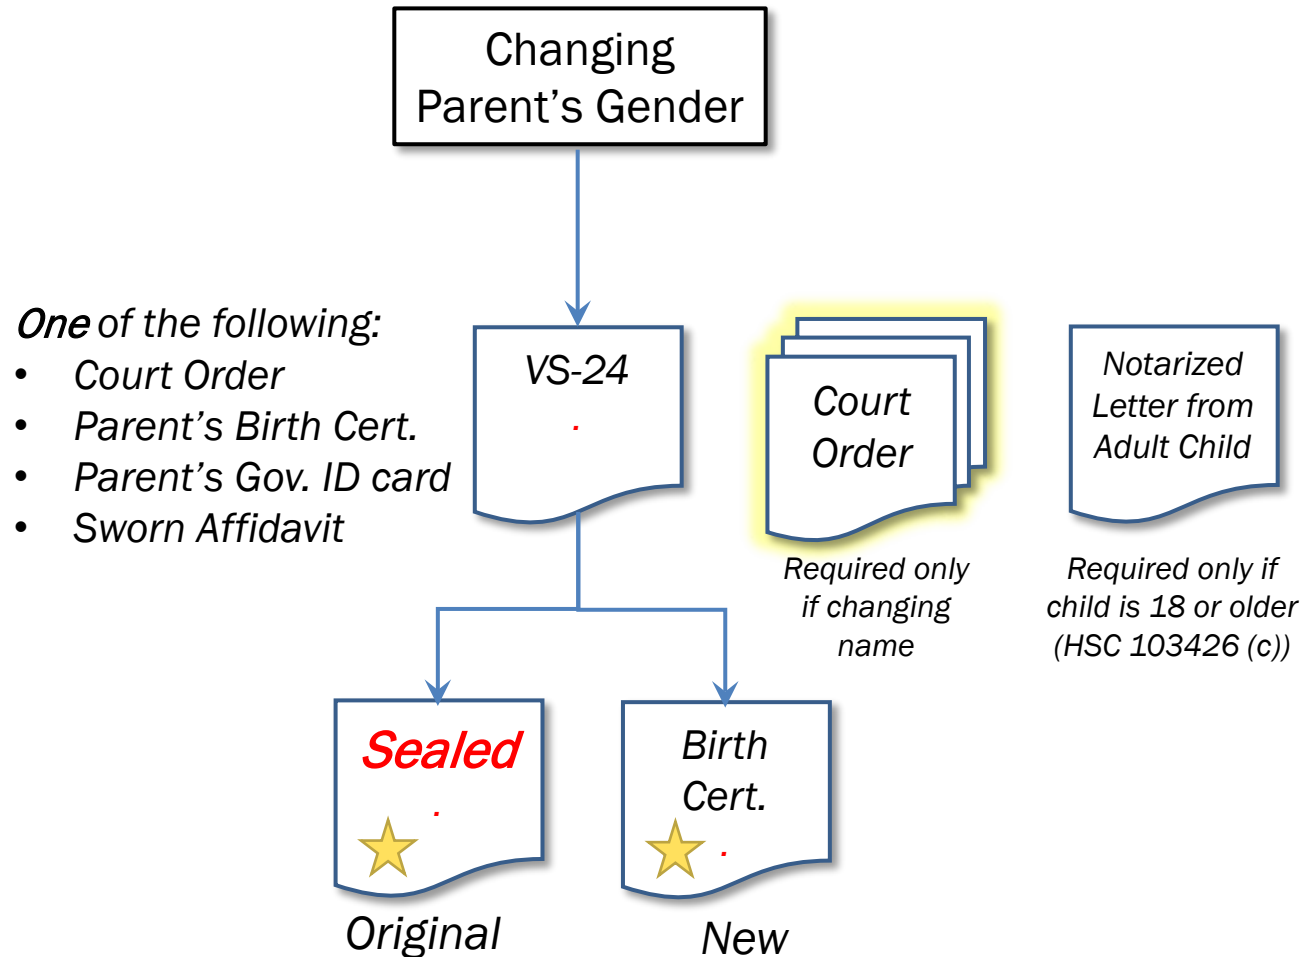 Changing
Parent's Gender
One of the following:
• Court Order
• Parent's Birth Cert.
• Parent's Gov. ID card
• Sworn Affidavit
VS-24
.
Court
Order
Required only
if changing
name
Notarized
Letter from
Adult Child
Required only if
child is 18 or older
(HSC 103426 (c))
Sealed
.
Original
Birth
Cert.
.
New